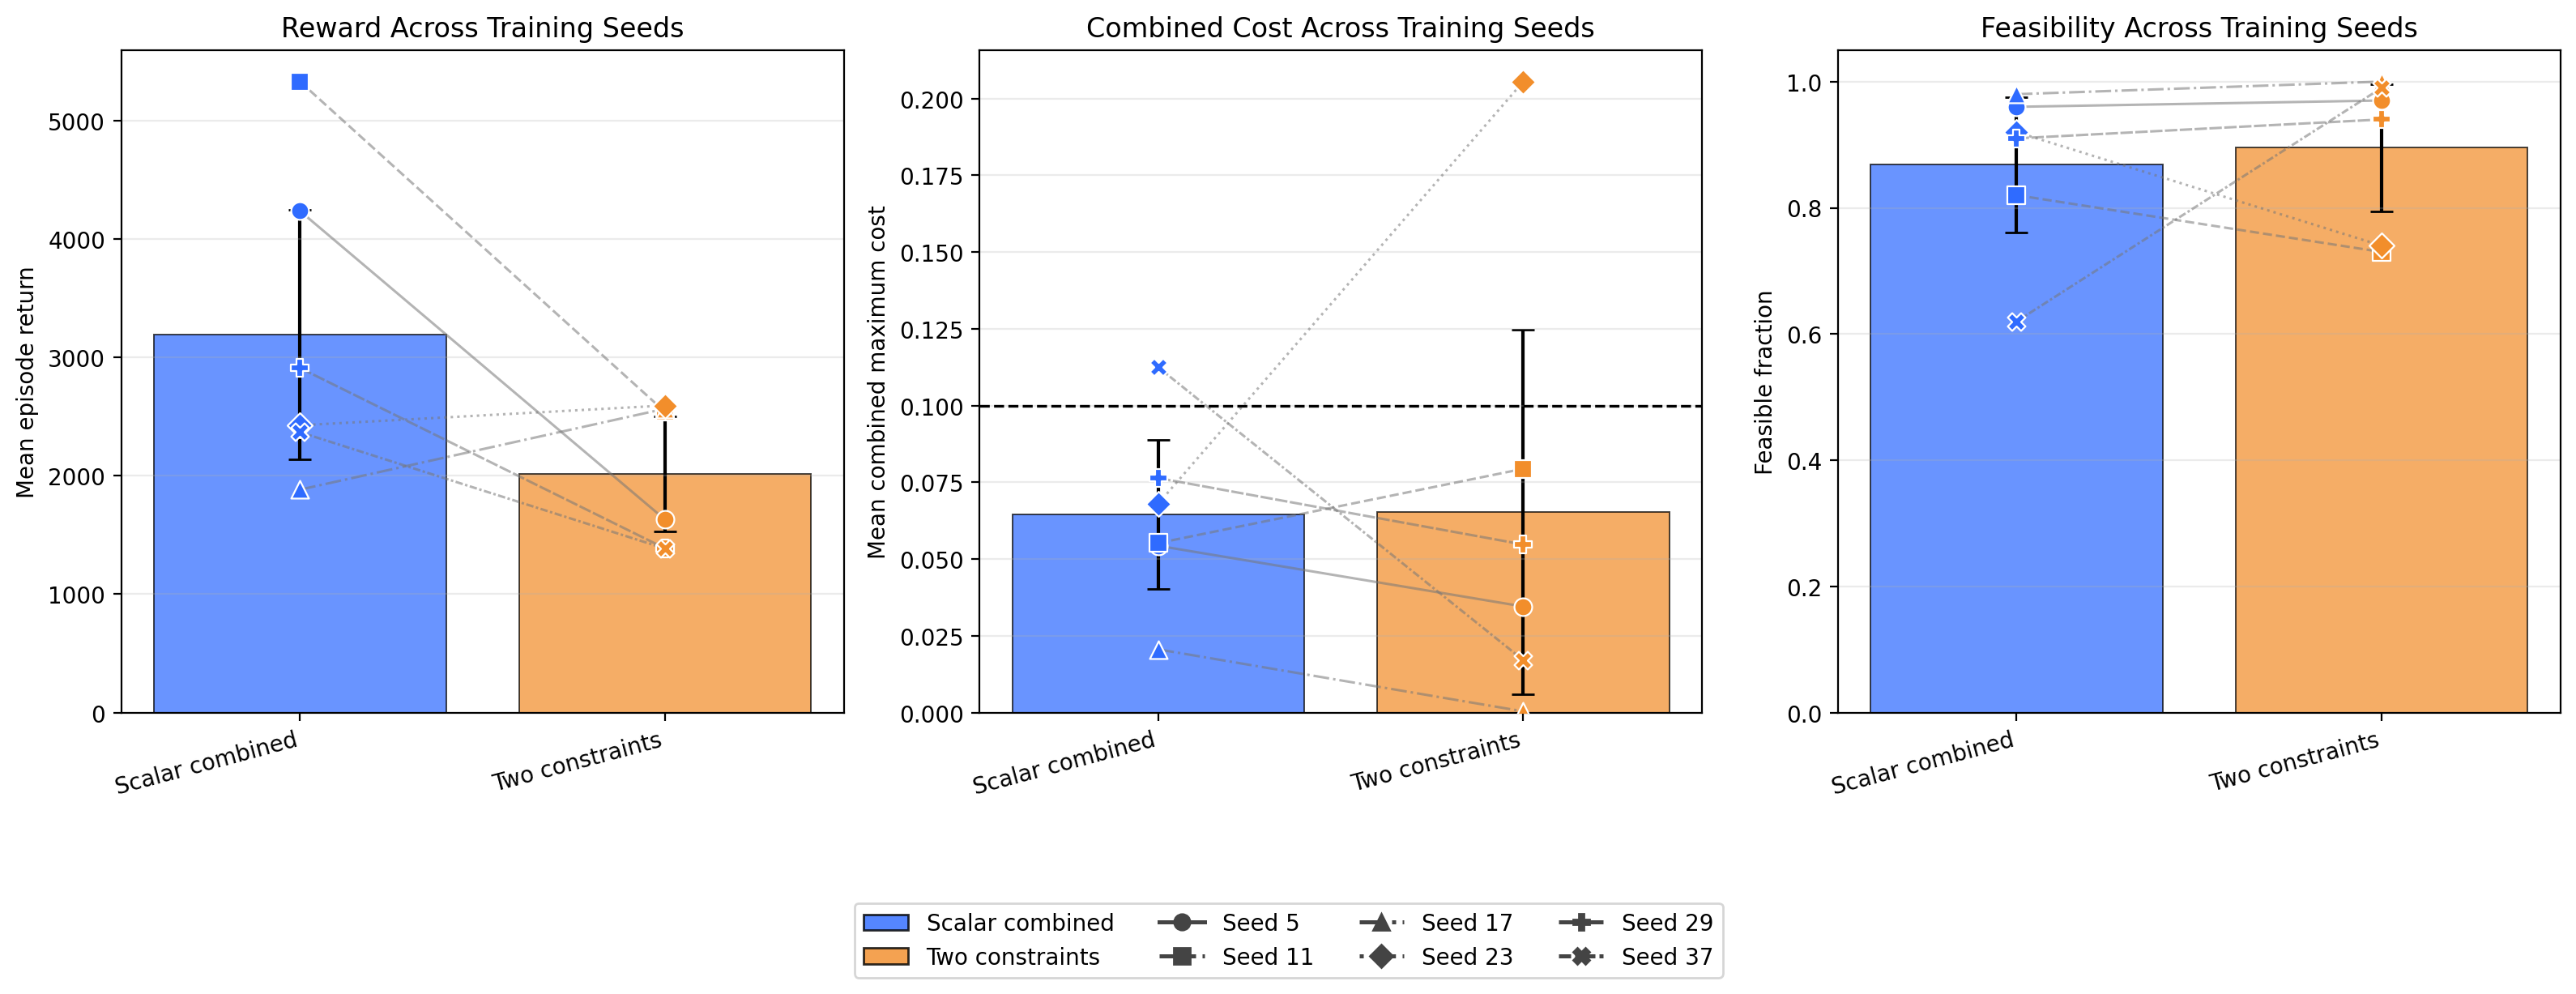 Reward Across Training Seeds
Mean episode return
5000
4000
3000
2000
1000
0
Scalar combined
Two constraints
Combined Cost Across Training Seeds
Mean combined maximum cost
0.200
0.175
0.150
0.125
0.100
0.075
0.050
0.025
0.000
Scalar combined
Two constraints
Feasibility Across Training Seeds
Feasible fraction
1.0
0.8
0.6
0.4
0.2
0.0
Scalar combined
Two constraints
Scalar combined
Two constraints
Seed 5
Seed 11
Seed 17
Seed 23
Seed 29
Seed 37